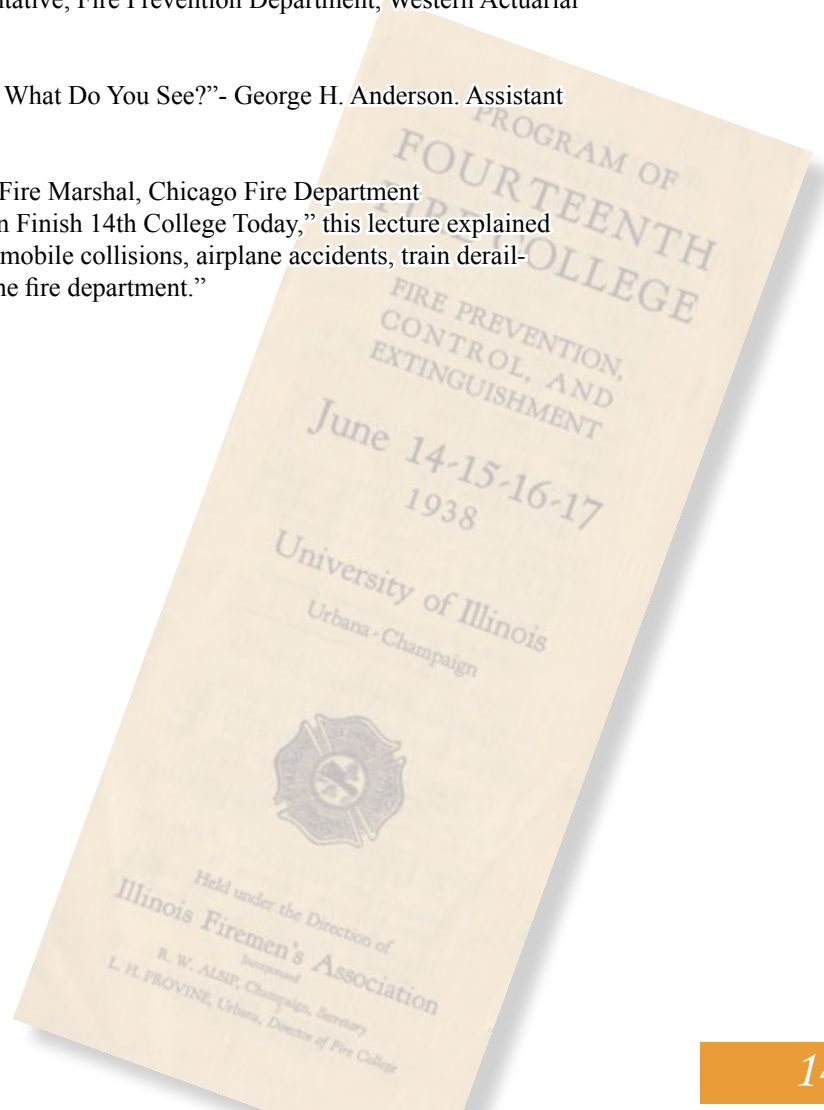 tative, Fire Prevention Department, Western Actuarial
What Do You See?”- George H. Anderson. Assistant
Fire Marshal, Chicago Fire Department
n Finish 14th College Today,” this lecture explained
mobile collisions, airplane accidents, train derail-
ne fire department.”
PROGRAM OF
FOURTEENTH
FIRE COLLEGE
FIRE PREVENTION,
CONTROL, AND
EXTINGUISHMENT
June 14-15-16-17
1938
University of Illinois
Urbana-Champaign
Held under the Direction of
Illinois Firemen's Association
Incorporated
R. W. ALSIP, Champaign, Secretary
L. H. PROVINE, Urbana, Director of Fire College
14